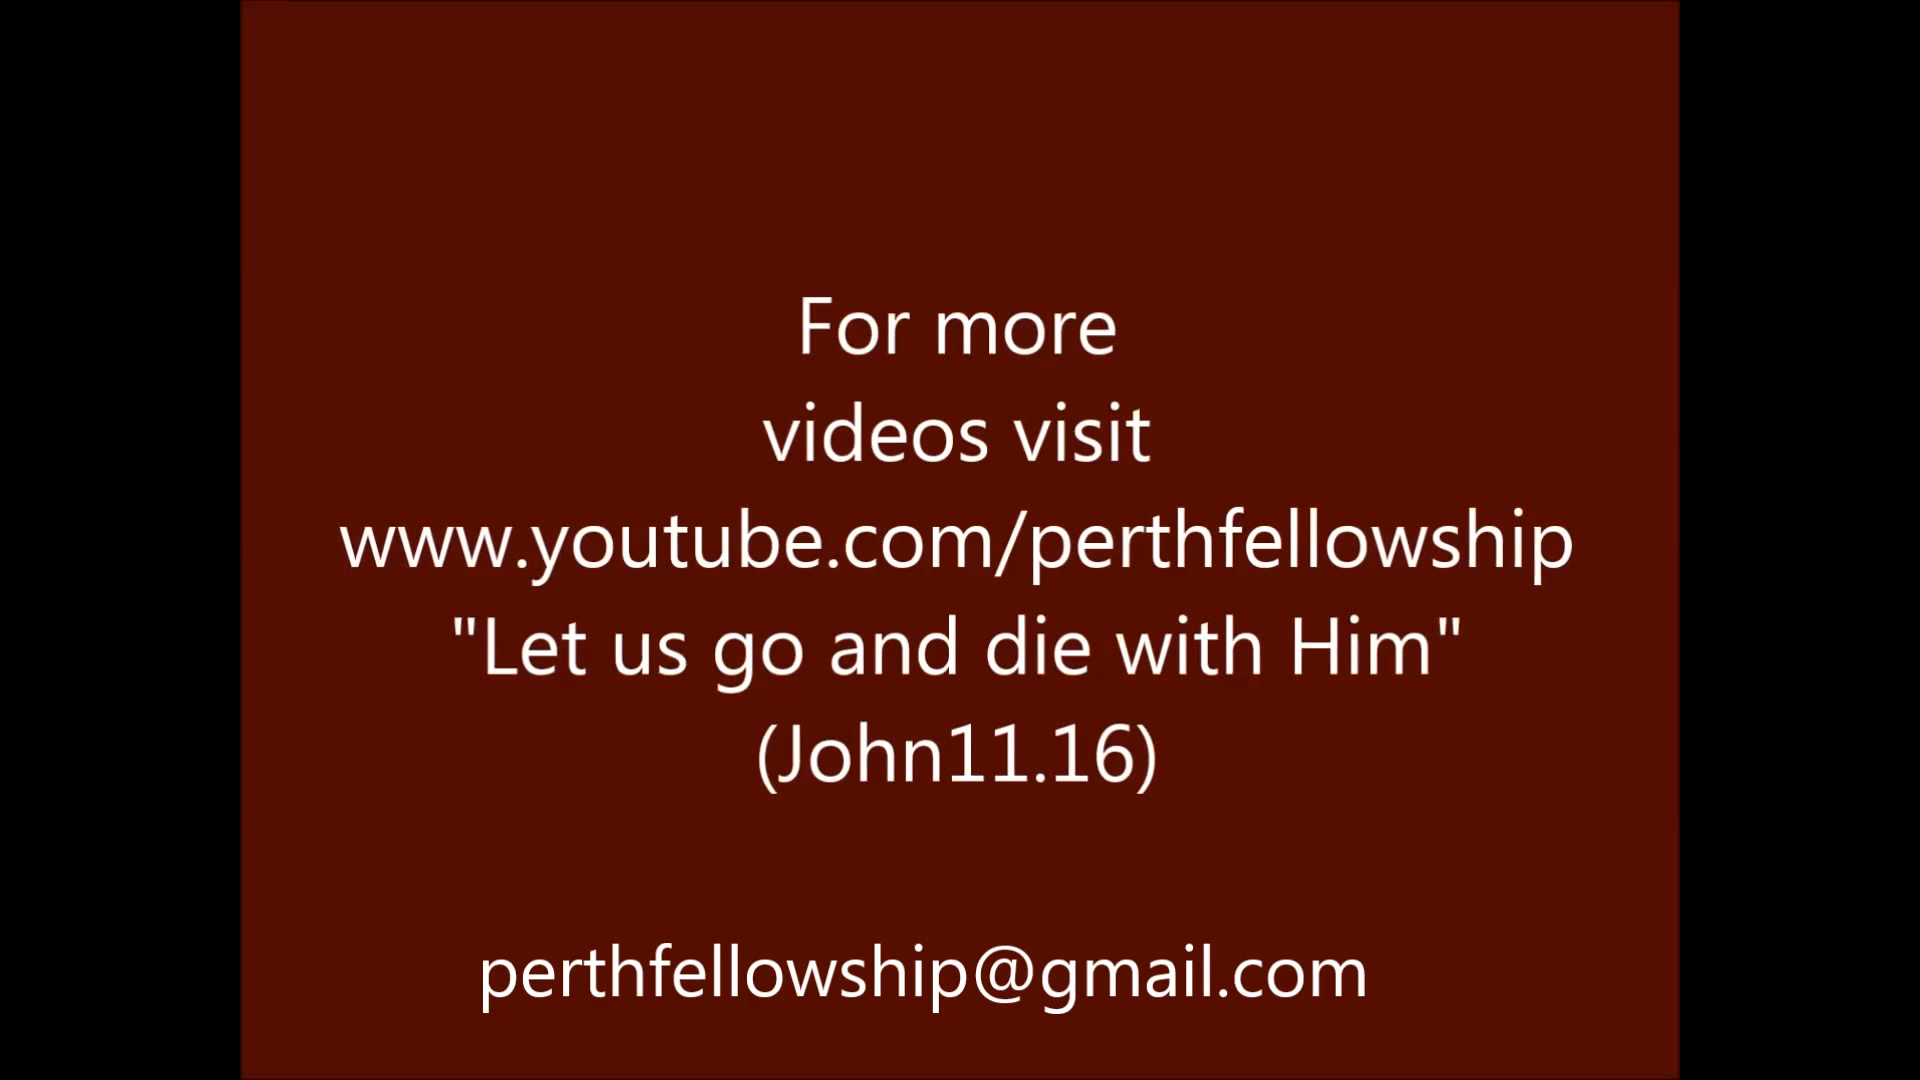 For more
videos visit
www.youtube.com/perthfellowship
"Let us go and die with Him"
(John11.16)
perthfellowship@gmail.com